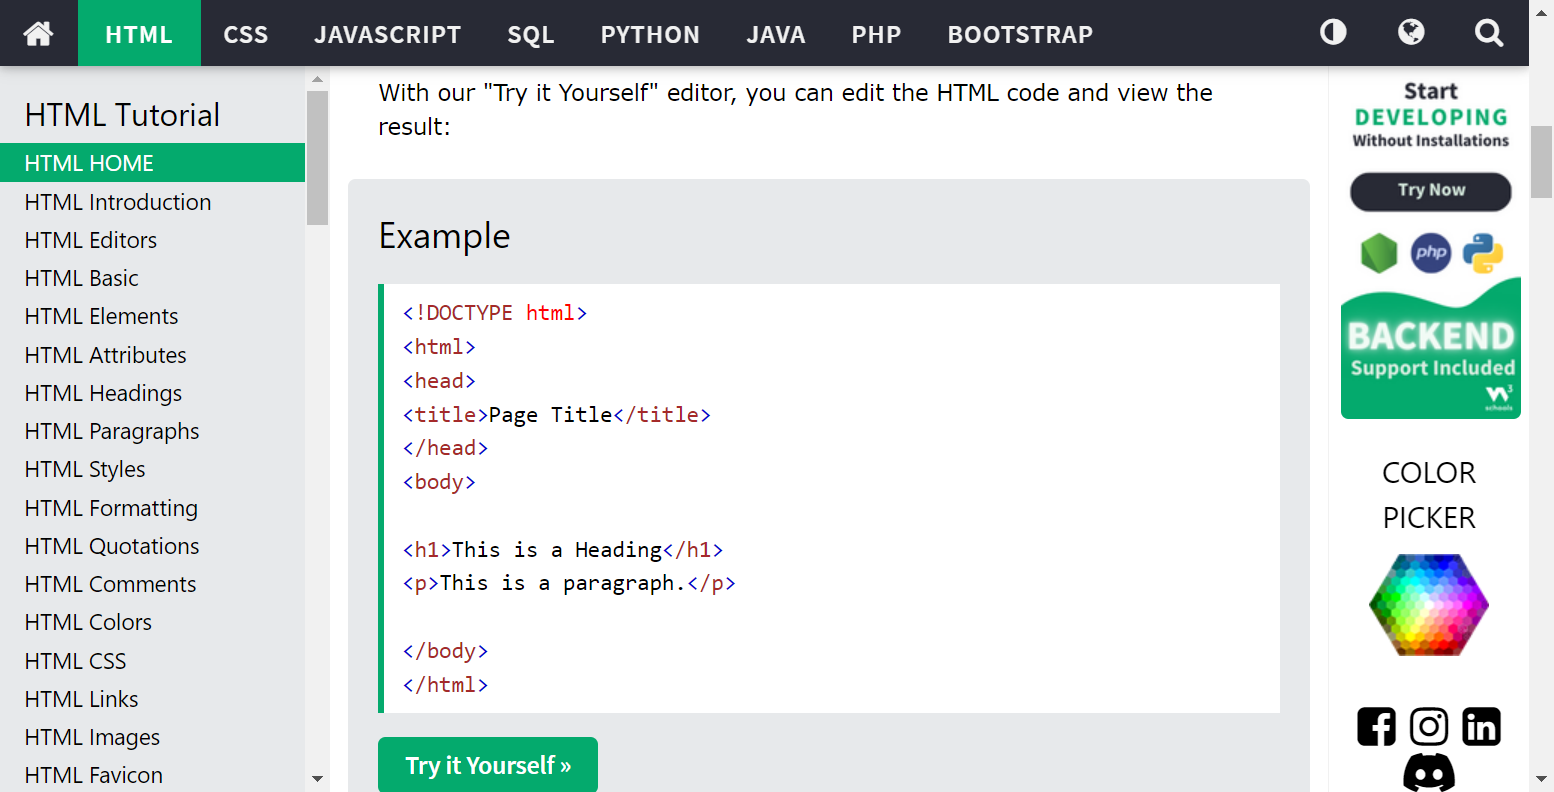 HTML
CSS
JAVASCRIPT
SQL
PYTHON
JAVA
PHP
BOOTSTRAP
HTML Tutorial
HTML HOME
HTML Introduction
HTML Editors
HTML Basic
HTML Elements
HTML Attributes
HTML Headings
HTML Paragraphs
HTML Styles
HTML Formatting
HTML Quotations
HTML Comments
HTML Colors
HTML CSS
HTML Links
HTML Images
HTML Favicon
With our "Try it Yourself" editor, you can edit the HTML code and view the
result:
Example
<!DOCTYPE html>
<html>
<head>
<title>Page Title</title>
</head>
<body>
<h1>This is a Heading</h1>
<p>This is a paragraph.</p>
</body>
</html>
Try it Yourself »
Start
DEVELOPING
Without Installations
Try Now
php
BACKEND
Support Included
W3
schools
COLOR
PICKER